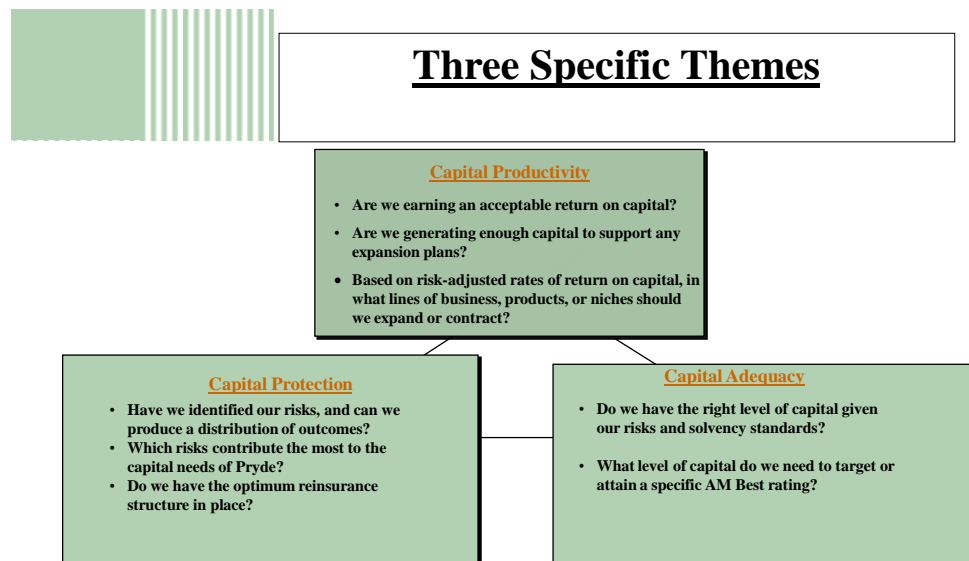 Three Specific Themes
Capital Productivity
• Are we earning an acceptable return on capital?
• Are we generating enough capital to support any
expansion plans?
• Based on risk-adjusted rates of return on capital, in
what lines of business, products, or niches should
we expand or contract?
Capital Protection
• Have we identified our risks, and can we
produce a distribution of outcomes?
• Which risks contribute the most to the
capital needs of Pryde?
• Do we have the optimum reinsurance
structure in place?
Capital Adequacy
• Do we have the right level of capital given
our risks and solvency standards?
• What level of capital do we need to target or
attain a specific AM Best rating?